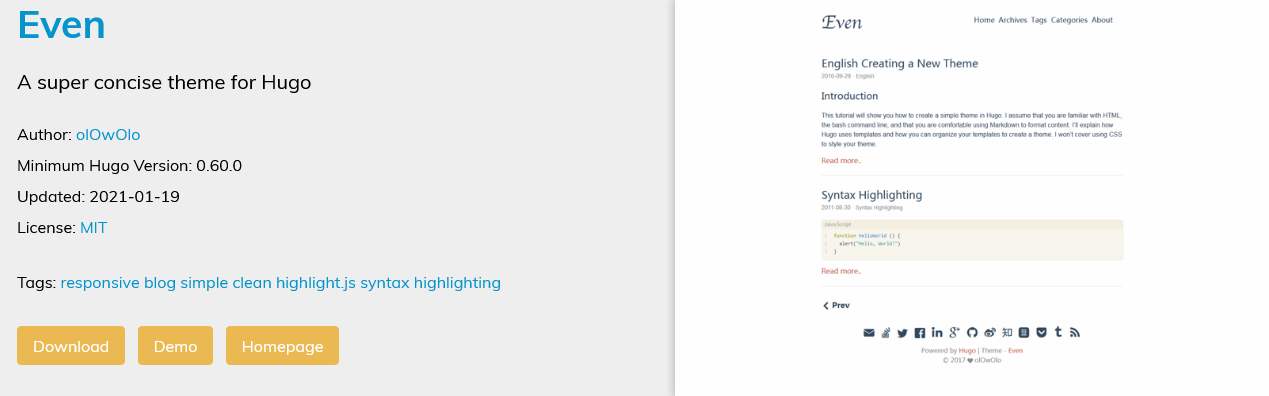 Even
A super concise theme for Hugo
Author: olOwOlo
Minimum Hugo Version: 0.60.0
Updated: 2021-01-19
License: MIT
Tags: responsive blog simple clean highlight.js syntax highlighting
Download Demo Homepage
Even
Home Archives Tags Categories About
English Creating a New Theme
2016-09-29 · English
Introduction
This tutorial will show you how to create a simple theme in Hugo. I assume that you are familiar with HTML,
the bash command line, and that you are comfortable using Markdown to format content. I'll explain how
Hugo uses templates and how you can organize your templates to create a theme. I won't cover using CSS
to style your theme.
Read more..
Syntax Highlighting
2011-08-30 · Syntax Highlighting
JavaScript
1 function helloWorld () {
2 alert("Hello, World!")
3 }
Read more..
Prev
Powered by Hugo | Theme - Even
© 2017 olOwOlo